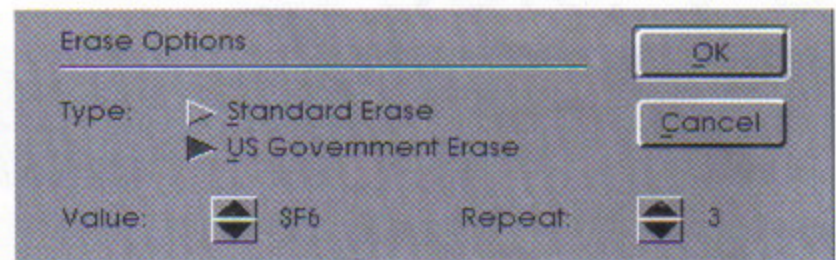 Erase Options
OK
Type: Standard Erase
Cancel
US Government Erase
Value: $F6 Repeat: 3